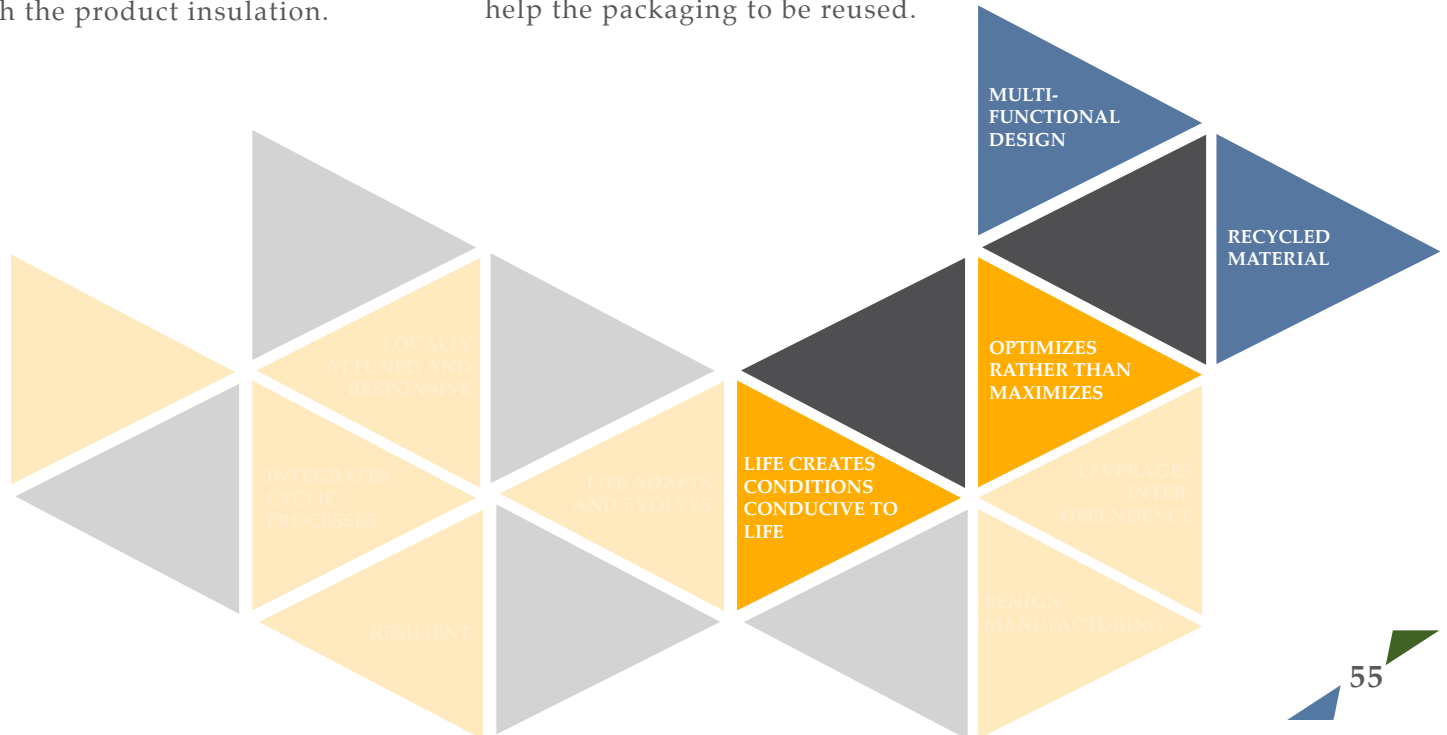 h the product insulation.
help the packaging to be reused.
MULTI-
FUNCTIONAL
DESIGN
RECYCLED
MATERIAL
LOCALLY
ATTUNED AND
RESPONSIVE
OPTIMIZES
RATHER THAN
MAXIMIZES
INTEGRATES
CYCLIC
PROCESSES
LIFE ADAPTS
AND EVOLVES
LIFE CREATES
CONDITIONS
CONDUCIVE TO
LIFE
LEVERAGES
INTER-
DEPENDENCE
RESILIENT
BENIGN
MANUFACTURING
55